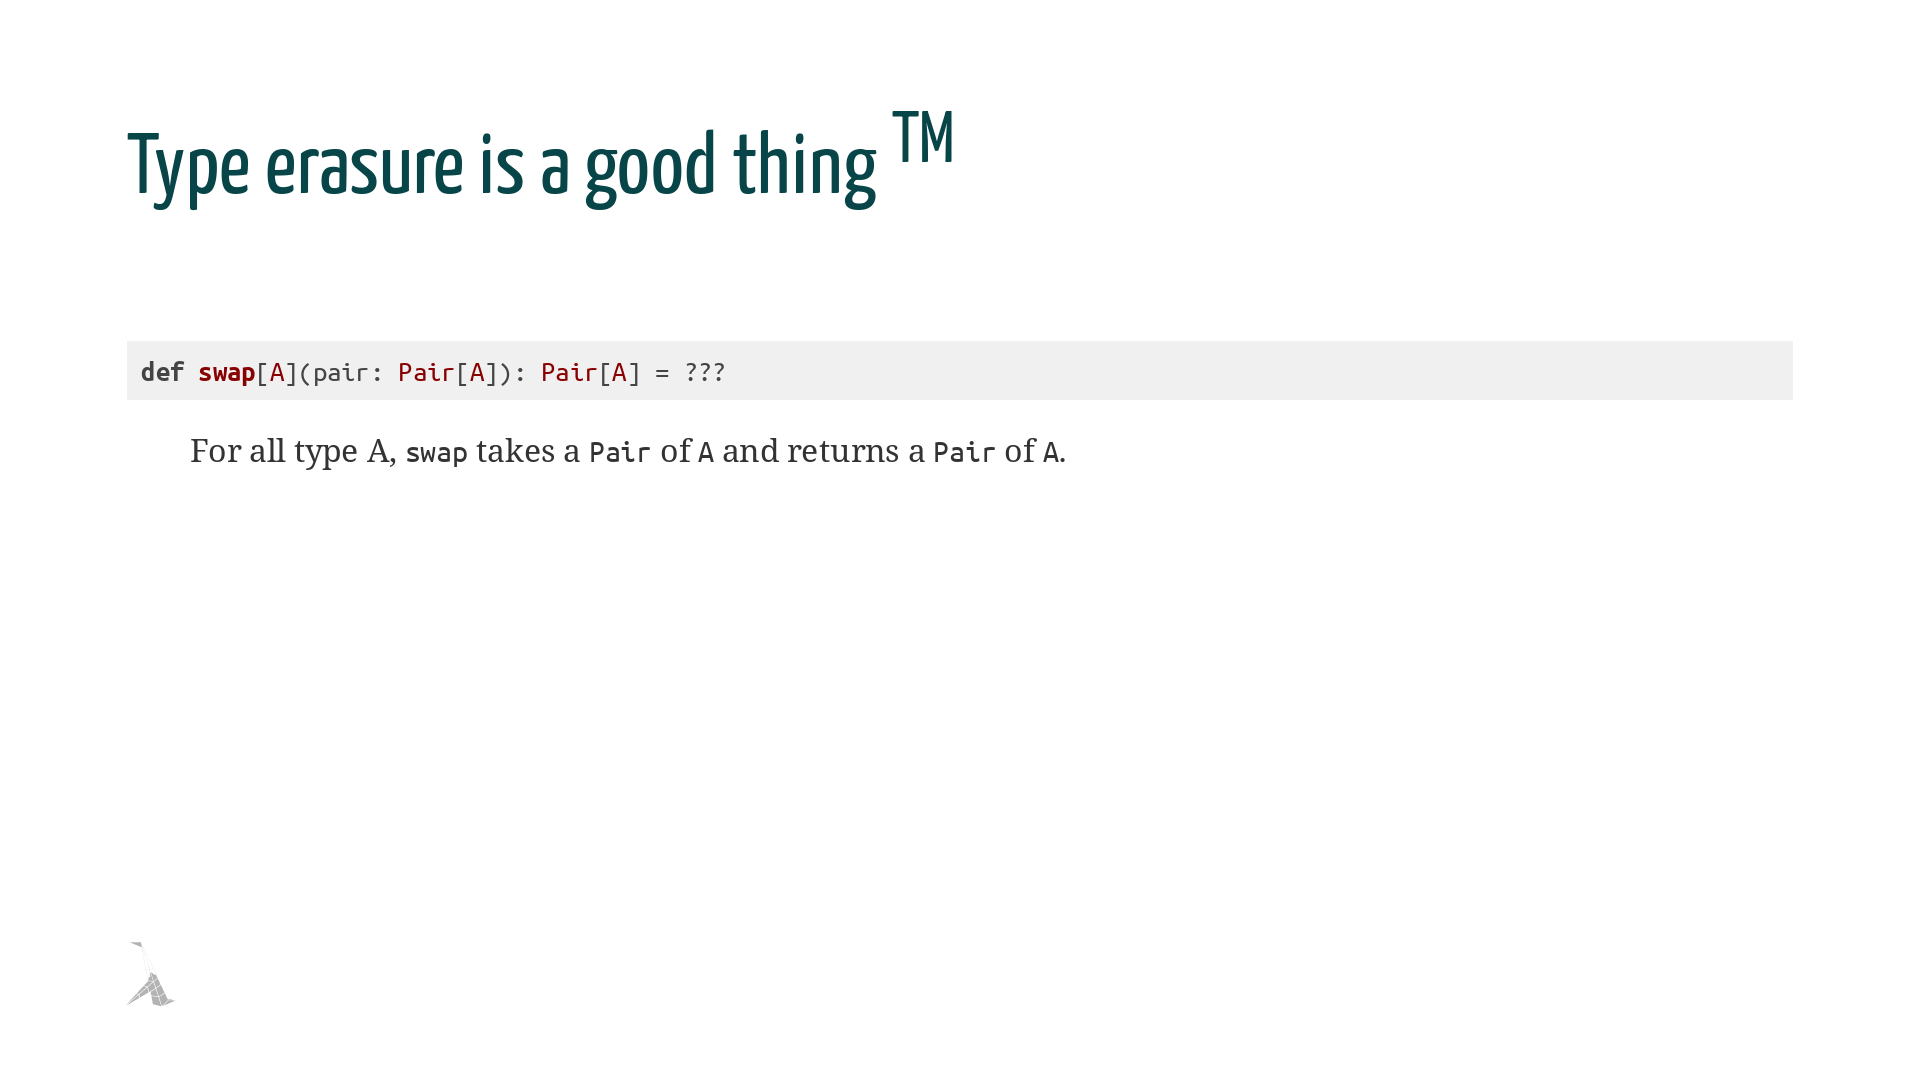 Type erasure is a good thing TM
def swap[A](pair: Pair[A]): Pair[A] = ???
For all type A, swap takes a Pair of A and returns a Pair of A.